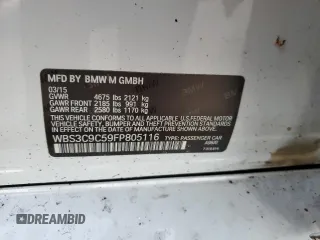 MFD. BY BMW M GMBH
03/15
GVWR 4675 lbs 2121 kg
GAWR FRONT 2185 lbs 991 kg
GAWR REAR 2580 lbs 1170 kg
THIS VEHICLE CONFORMS TO ALL APPLICABLE U.S. FEDERAL MOTOR VEHICLE
SAFETY, BUMPER, AND THEFT PREVENTION STANDARDS IN
EFFECT ON THE DATE OF MANUFACTURE SHOWN ABOVE.
WBS3C9C59FP805116 TYPE: PASSENGER CAR
© BIDCARS
BIDCARS